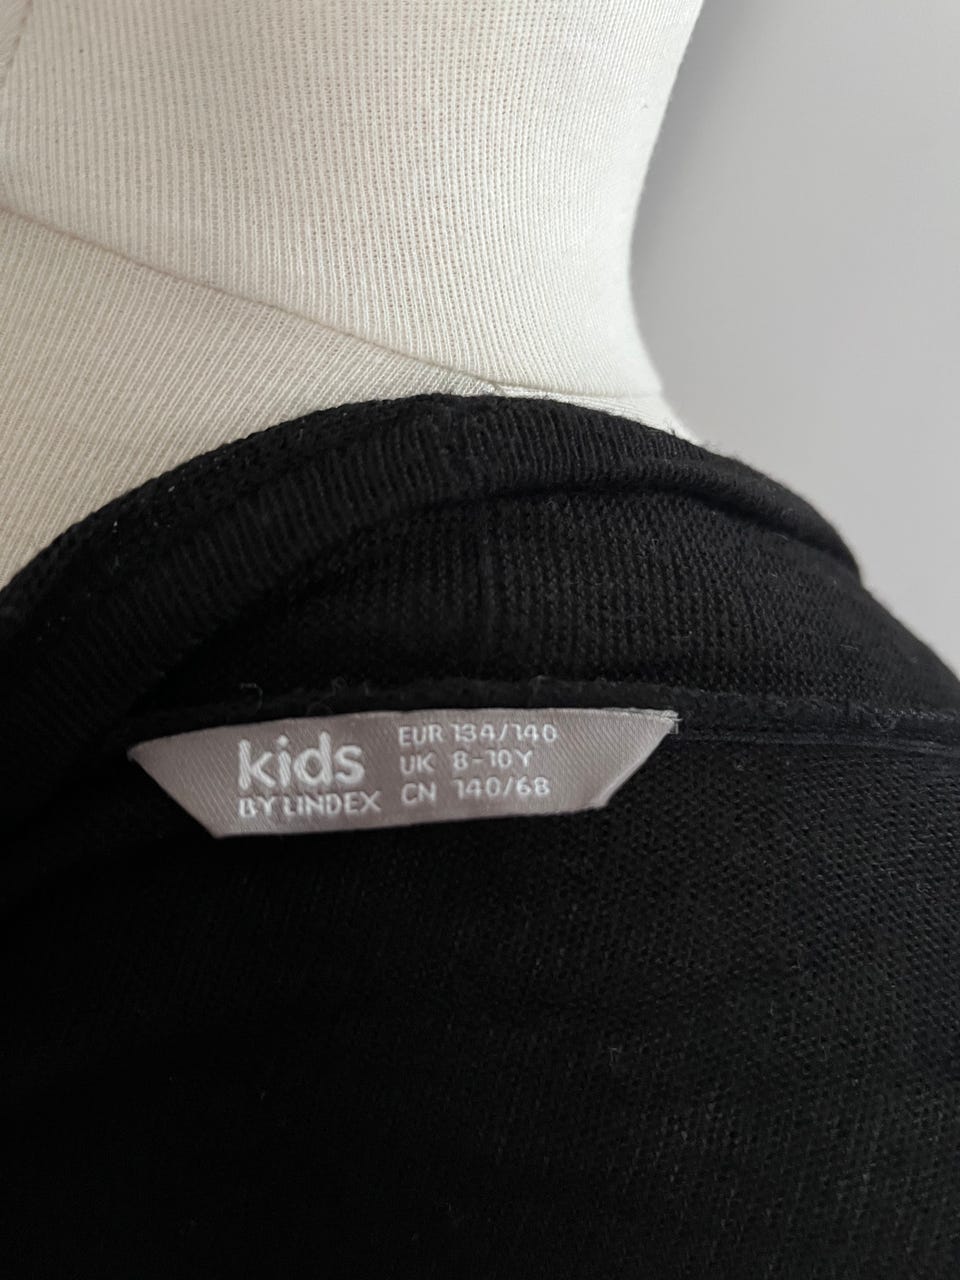 kids
BY LINDEX
EUR 134/140
UK 8-10Y
CN 140/68